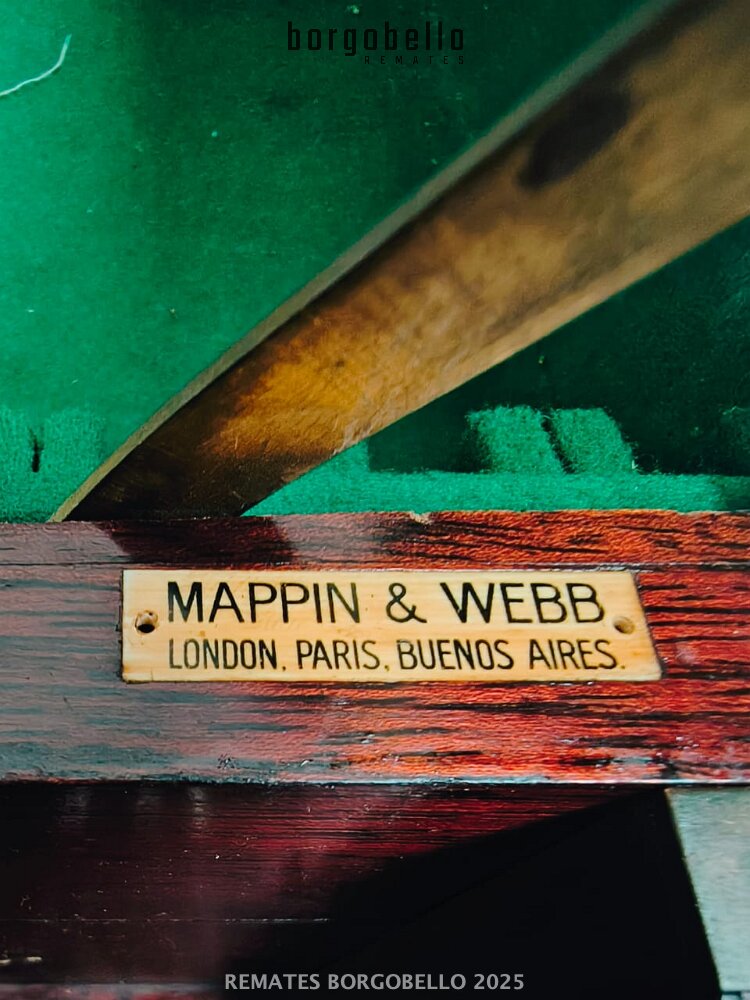 borgobello
REMATES
MAPPIN & WEBB
LONDON, PARIS, BUENOS AIRES.
REMATES BORGOBELLO 2025